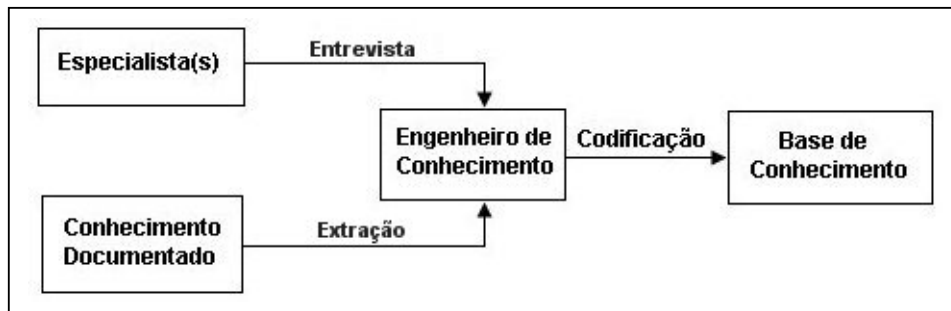 Especialista(s)
Entrevista
Engenheiro de
Conhecimento
Codificação
Base de
Conhecimento
Conhecimento
Documentado
Extração